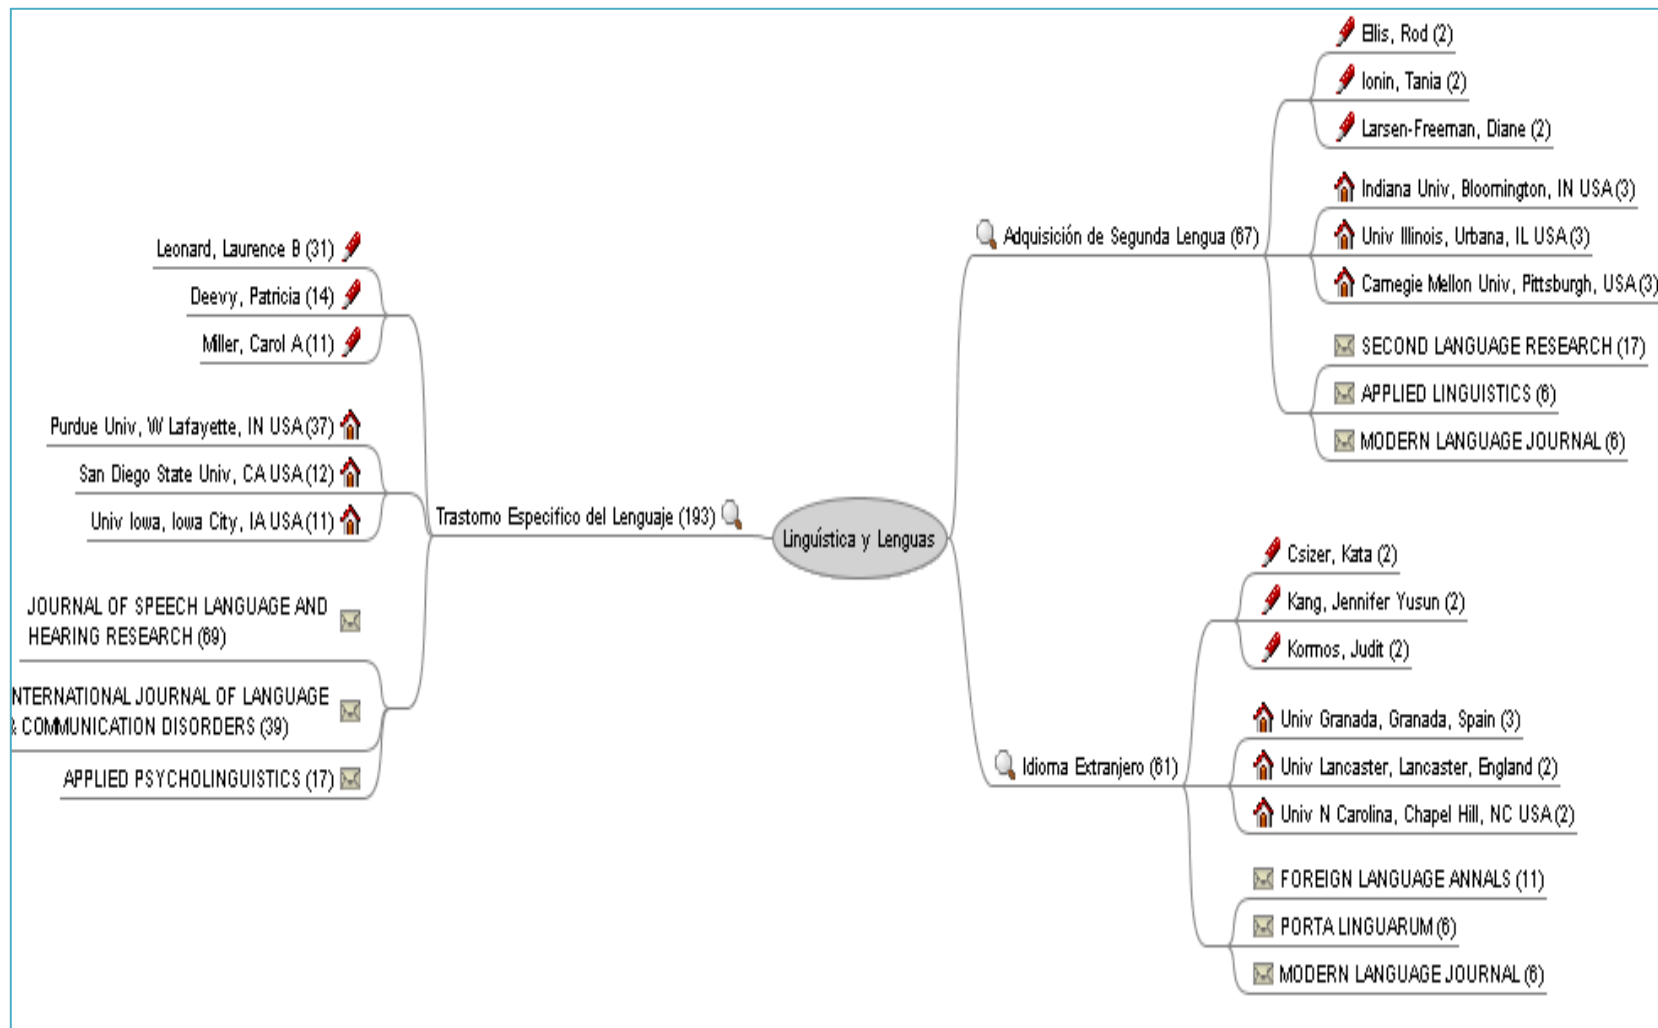 Lingüística y Lenguas
Trastorno Especifico del Lenguaje (193)
Leonard, Laurence B (31)
Deevy, Patricia (14)
Miller, Carol A (11)
Purdue Univ, W Lafayette, IN USA (37)
San Diego State Univ, CA USA (12)
Univ Iowa, Iowa City, IA USA (11)
JOURNAL OF SPEECH LANGUAGE AND
HEARING RESEARCH (69)
INTERNATIONAL JOURNAL OF LANGUAGE
& COMMUNICATION DISORDERS (39)
APPLIED PSYCHOLINGUISTICS (17)
Adquisición de Segunda Lengua (67)
Ellis, Rod (2)
Ionin, Tania (2)
Larsen-Freeman, Diane (2)
Indiana Univ, Bloomington, IN USA (3)
Univ Illinois, Urbana, IL USA (3)
Carnegie Mellon Univ, Pittsburgh, USA (3)
SECOND LANGUAGE RESEARCH (17)
APPLIED LINGUISTICS (6)
MODERN LANGUAGE JOURNAL (6)
Idioma Extranjero (61)
Csizer, Kata (2)
Kang, Jennifer Yusun (2)
Kormos, Judit (2)
Univ Granada, Granada, Spain (3)
Univ Lancaster, Lancaster, England (2)
Univ N Carolina, Chapel Hill, NC USA (2)
FOREIGN LANGUAGE ANNALS (11)
PORTA LINGUARUM (6)
MODERN LANGUAGE JOURNAL (6)